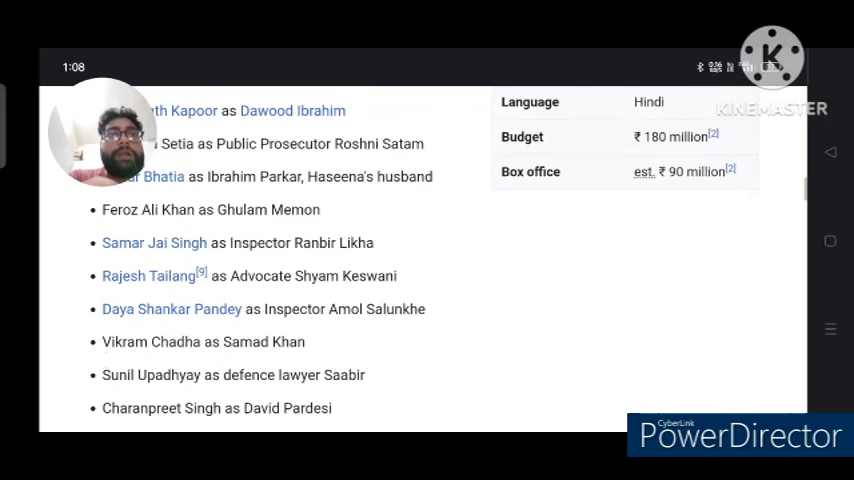 1:08
KINEMASTER
Kapoor as Dawood Ibrahim
Setia as Public Prosecutor Roshni Satam
Bhatia as Ibrahim Parkar, Haseena's husband
• Feroz Ali Khan as Ghulam Memon
• Samar Jai Singh as Inspector Ranbir Likha
• Rajesh Tailang[9] as Advocate Shyam Keswani
• Daya Shankar Pandey as Inspector Amol Salunkhe
• Vikram Chadha as Samad Khan
• Sunil Upadhyay as defence lawyer Saabir
• Charanpreet Singh as David Pardesi
Language Hindi
Budget ₹ 180 million[2]
Box office est. ₹ 90 million[2]
CyberLink
PowerDirector